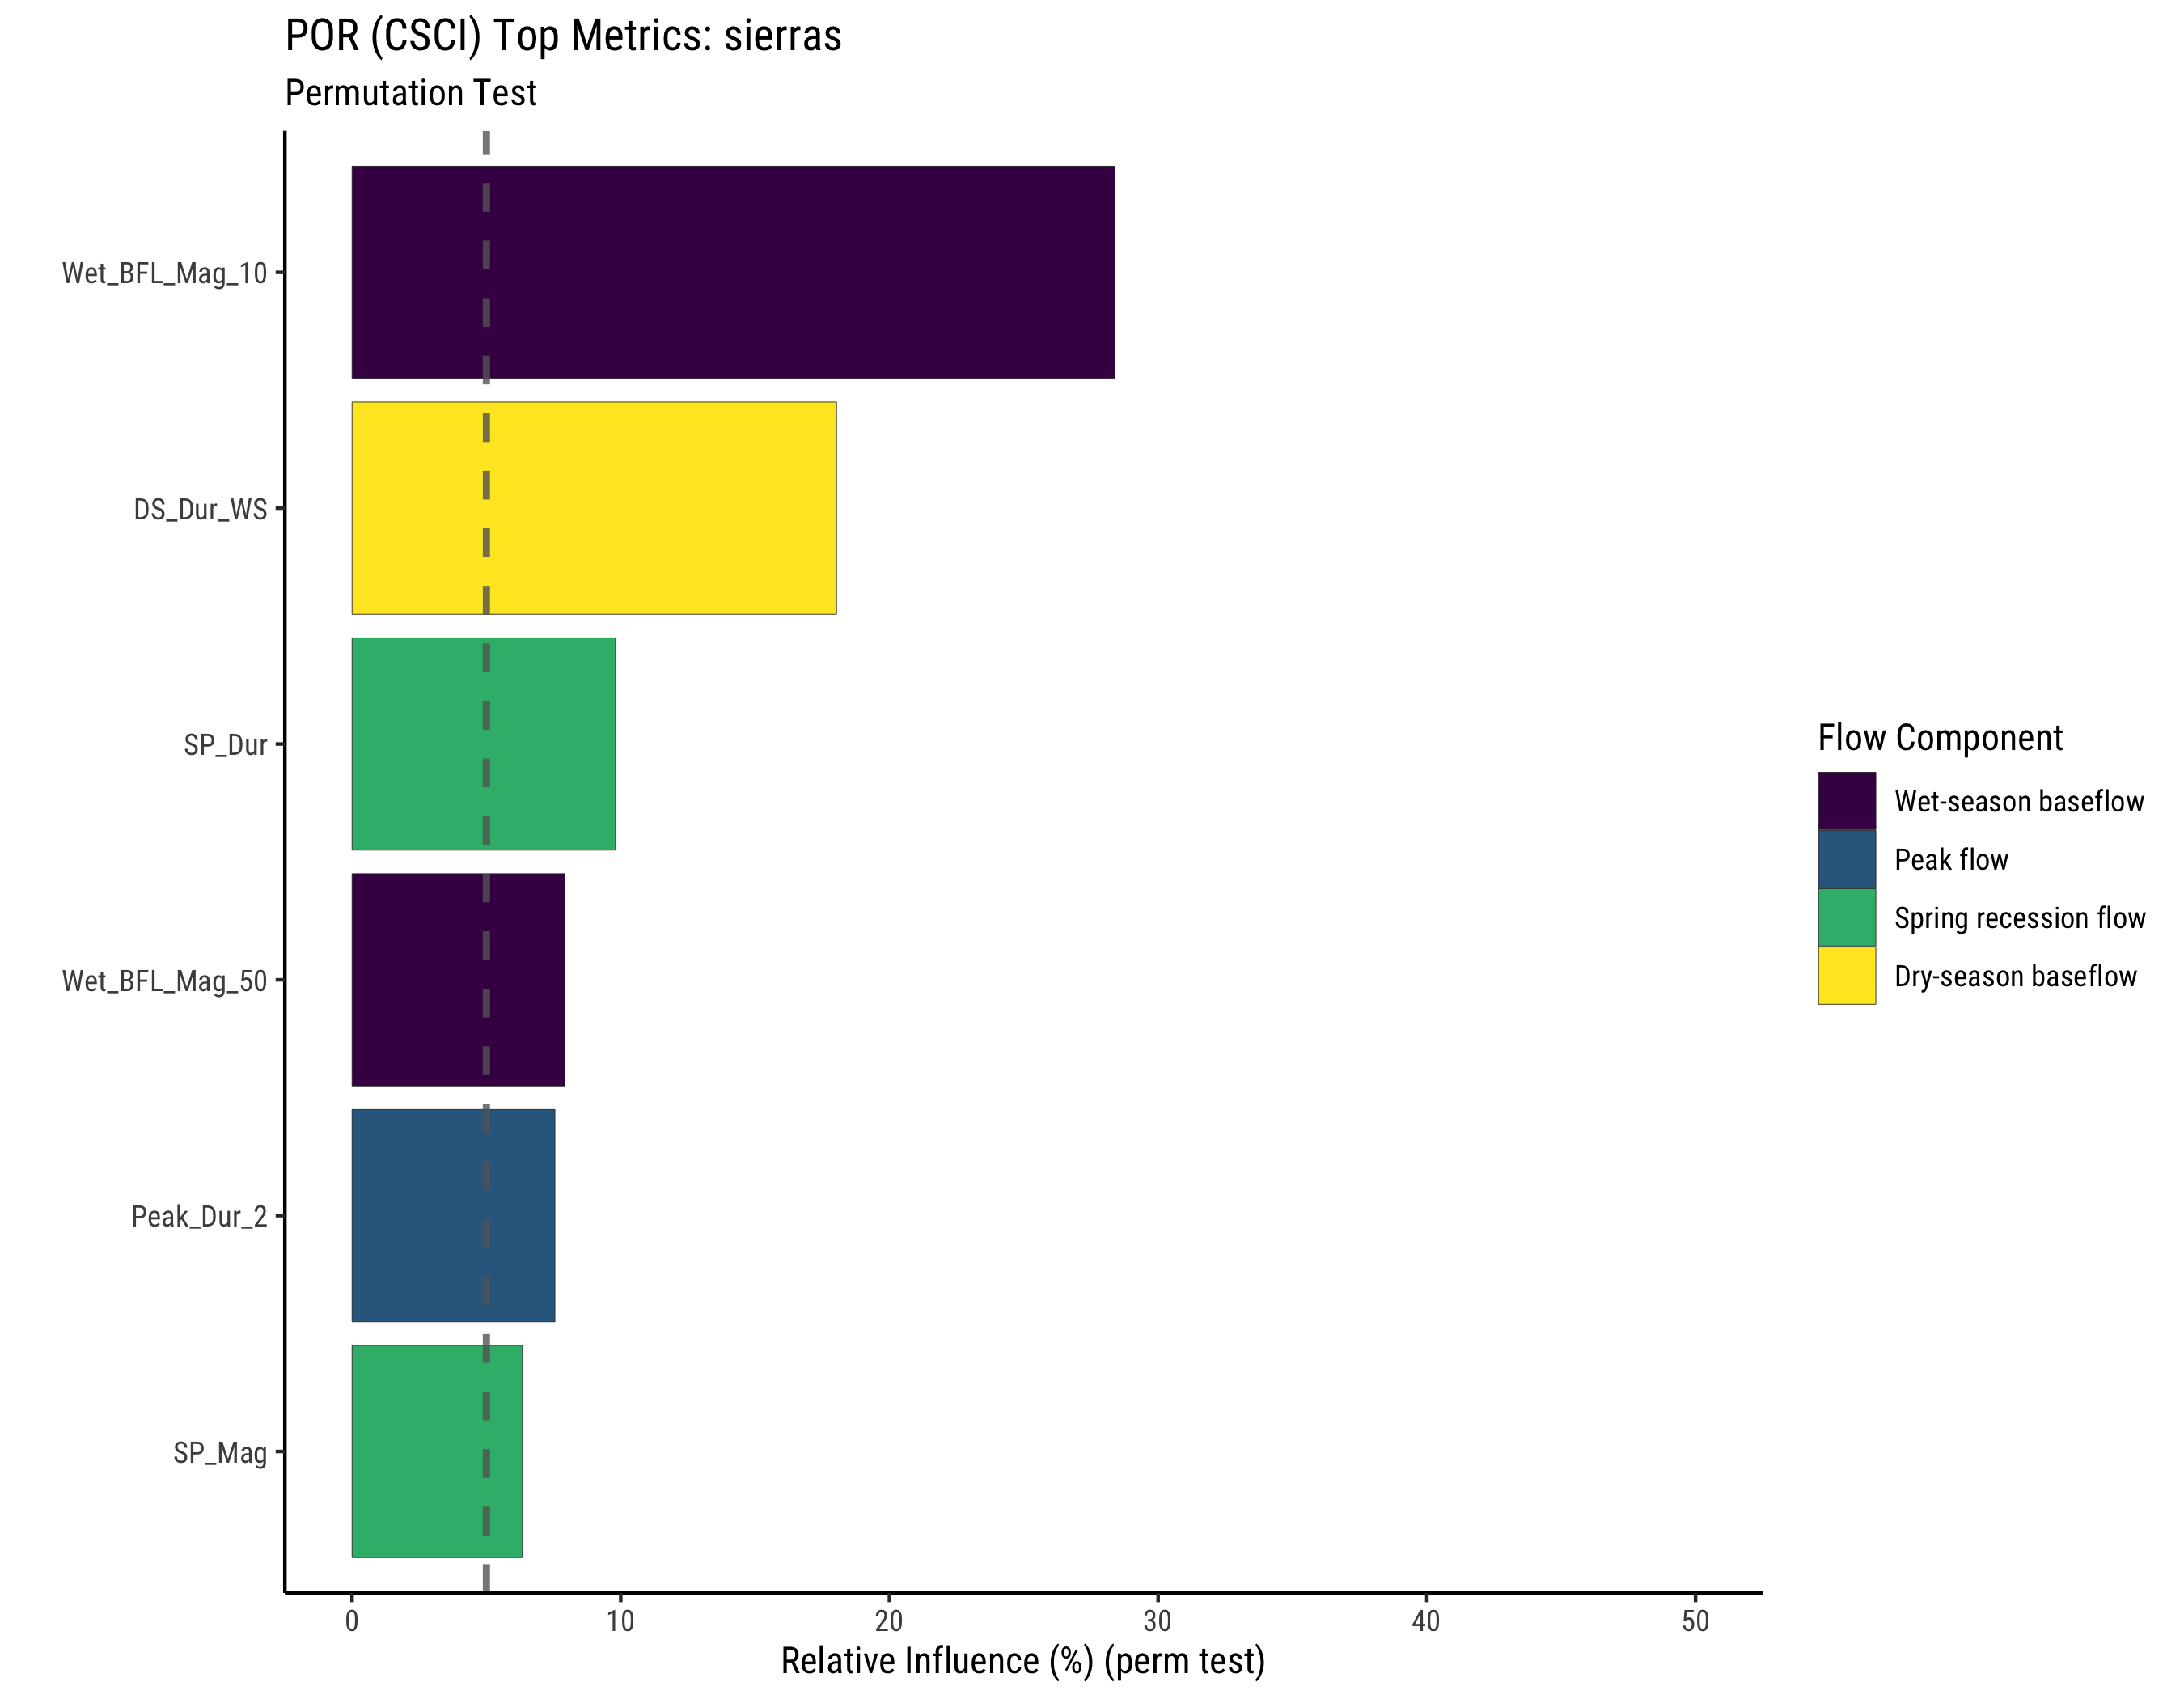 POR (CSCI) Top Metrics: sierras
Permutation Test
Wet_BFL_Mag_10
DS_Dur_WS
SP_Dur
Wet_BFL_Mag_50
Peak_Dur_2
SP_Mag
0 10 20 30 40 50
Relative Influence (%) (perm test)
Flow Component
Wet-season baseflow
Peak flow
Spring recession flow
Dry-season baseflow